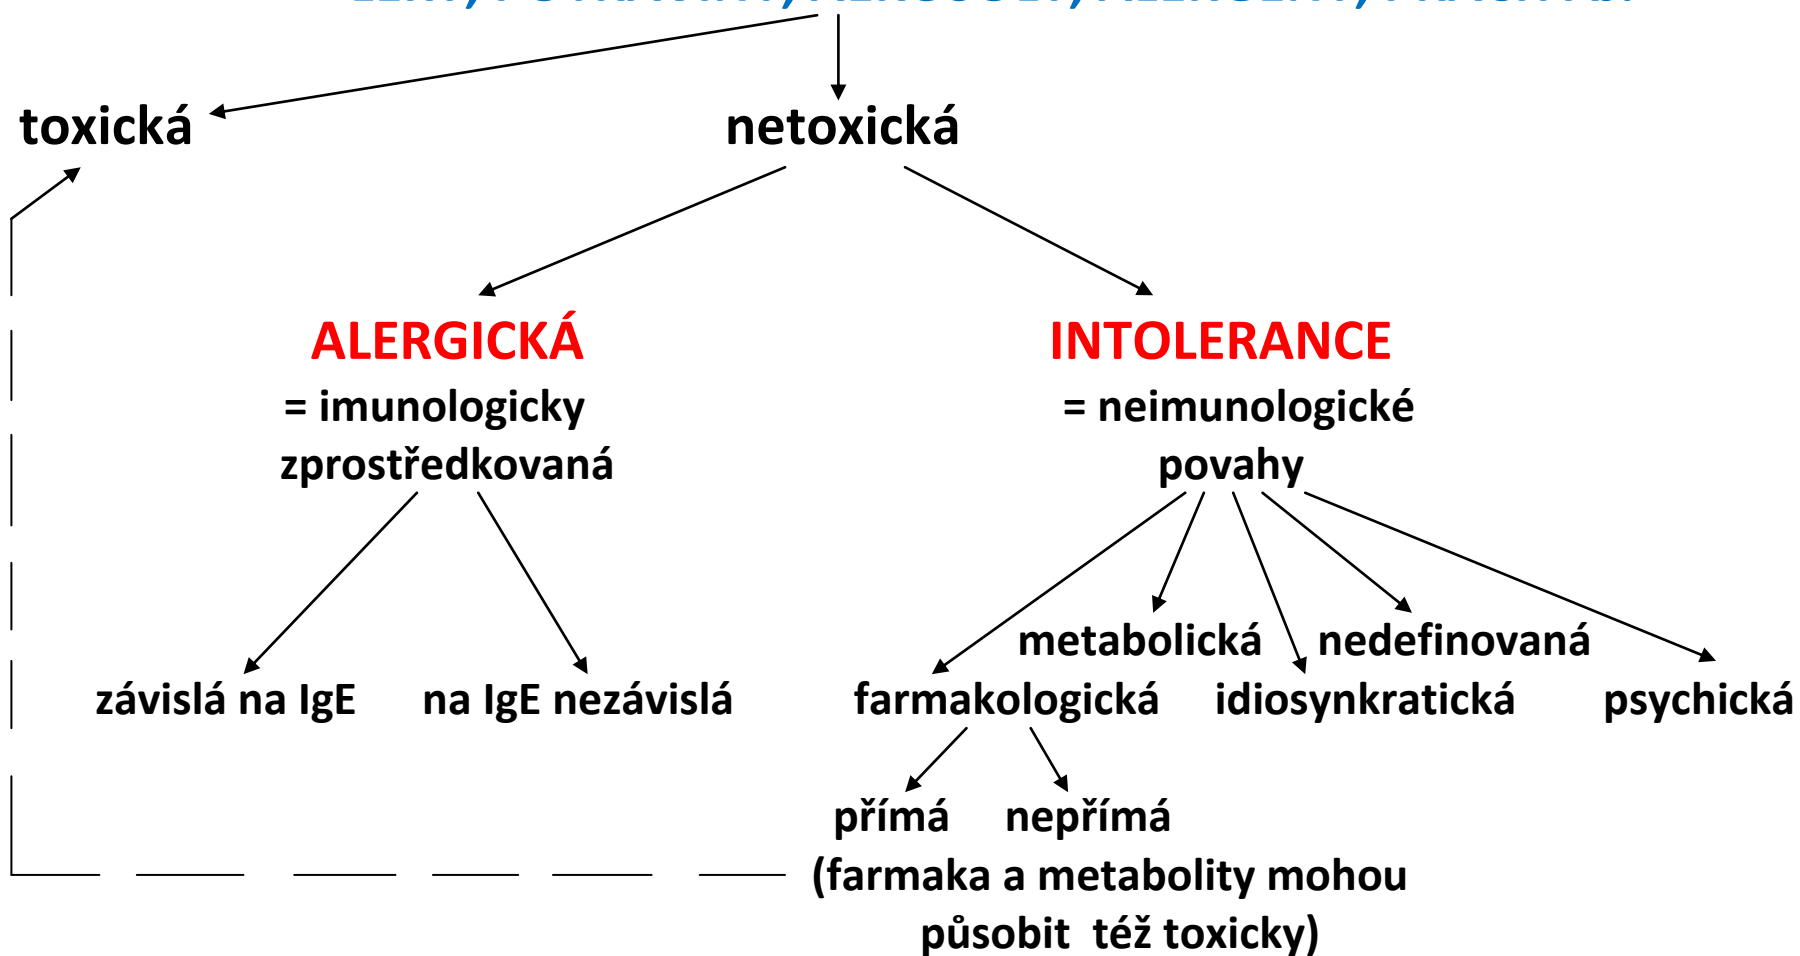 toxická netoxická
ALERGICKÁ INTOLERANCE
= imunologicky = neimunologické
zprostředkovaná povahy
metabolická nedefinovaná
závislá na IgE na IgE nezávislá farmakologická idiosynkratická psychická
přímá nepřímá
(farmaka a metabolity mohou
působit též toxicky)